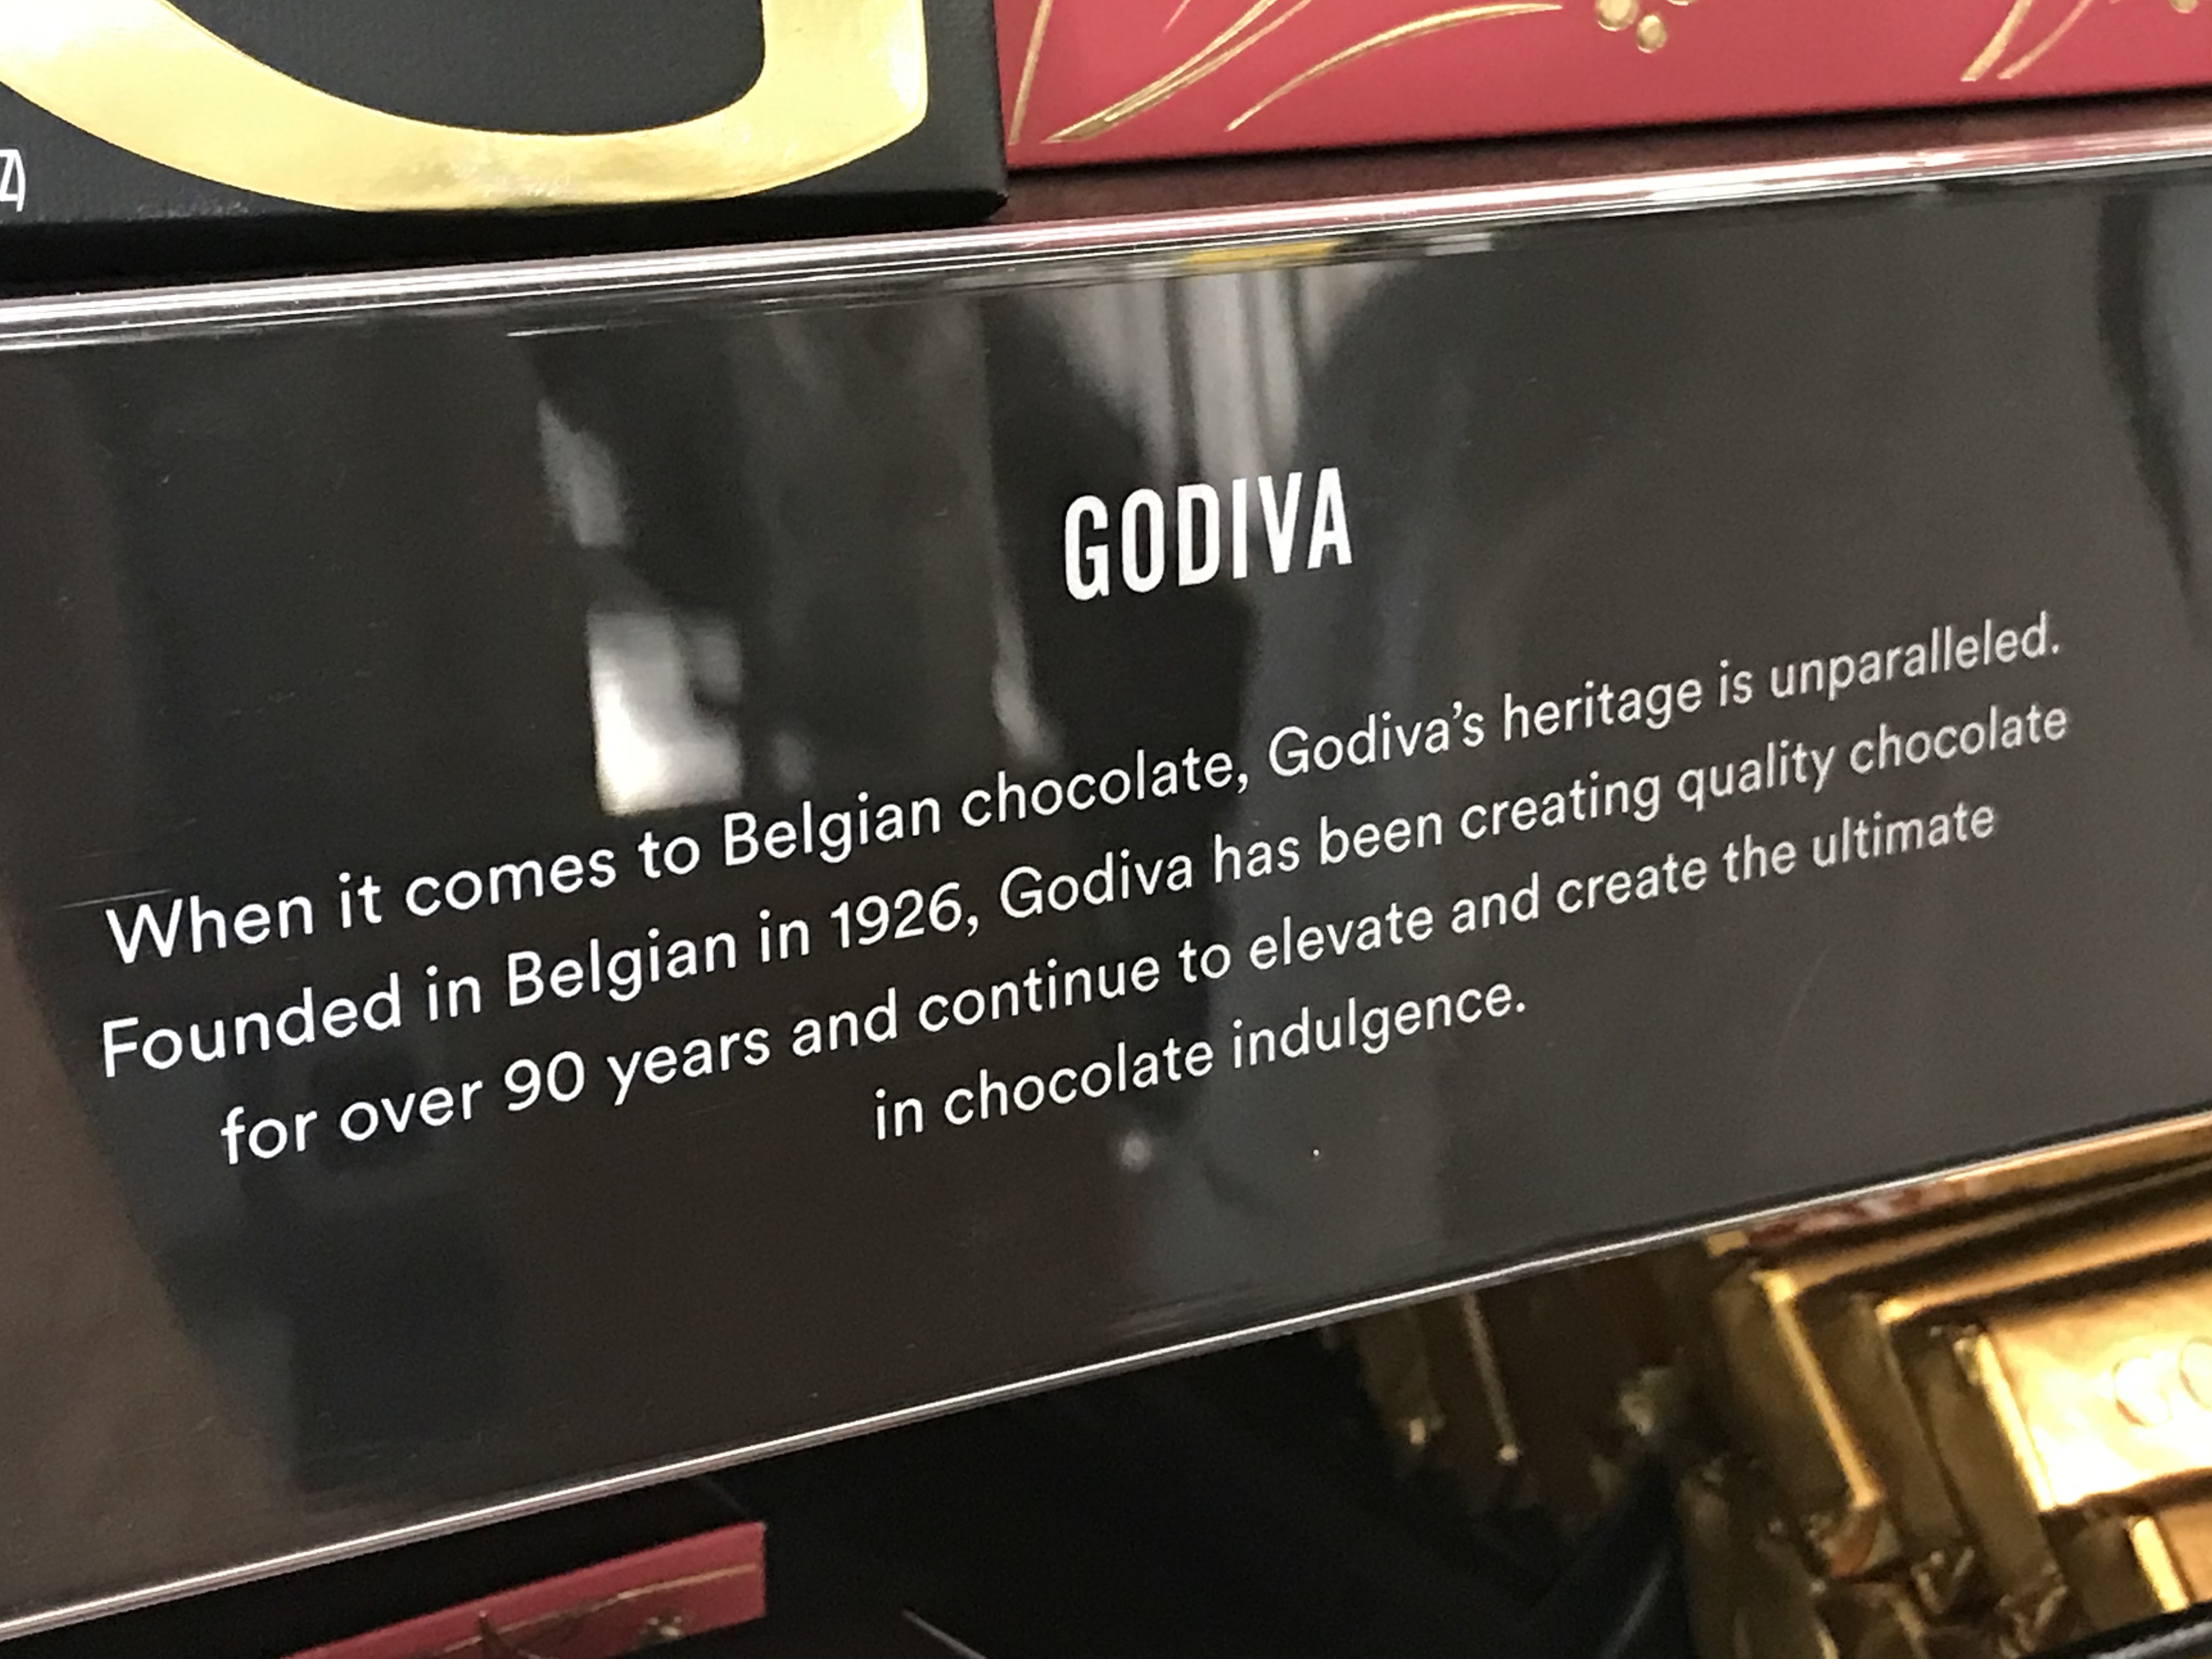 GODIVA
When it comes to Belgian chocolate, Godiva's heritage is unparalleled.
Founded in Belgian in 1926, Godiva has been creating quality chocolate
for over 90 years and continue to elevate and create the ultimate
in chocolate indulgence.